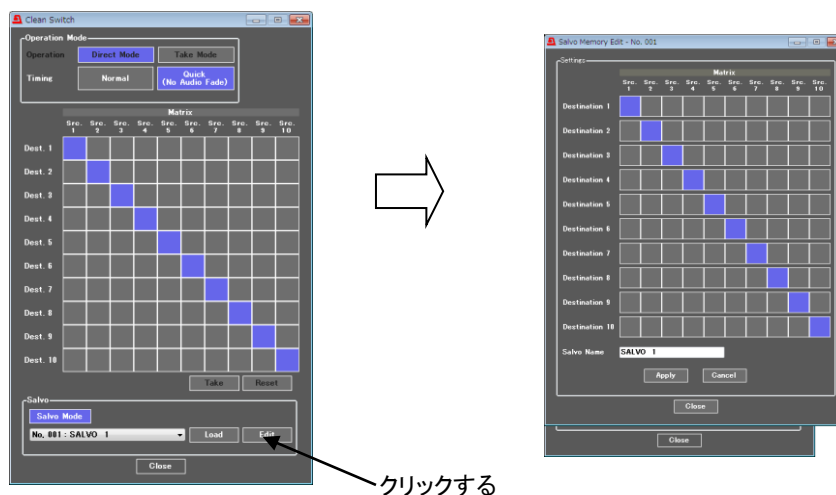 Clean Switch
Operation Mode
Operation Direct Mode Take Mode
Timing Normal Quick (No Audio Fade)
Matrix
Src. 1 Src. 2 Src. 3 Src. 4 Src. 5 Src. 6 Src. 7 Src. 8 Src. 9 Src. 10
Dest. 1
Dest. 2
Dest. 3
Dest. 4
Dest. 5
Dest. 6
Dest. 7
Dest. 8
Dest. 9
Dest. 10
Take Reset
Salvo
Salvo Mode
No. 001 : SALVO 1 Load Edit
Close
クリックする
Salvo Memory Edit - No. 001
Settings
Matrix
Src. 1 Src. 2 Src. 3 Src. 4 Src. 5 Src. 6 Src. 7 Src. 8 Src. 9 Src. 10
Destination 1
Destination 2
Destination 3
Destination 4
Destination 5
Destination 6
Destination 7
Destination 8
Destination 9
Destination 10
Salvo Name SALVO 1
Apply Cancel
Close
Close